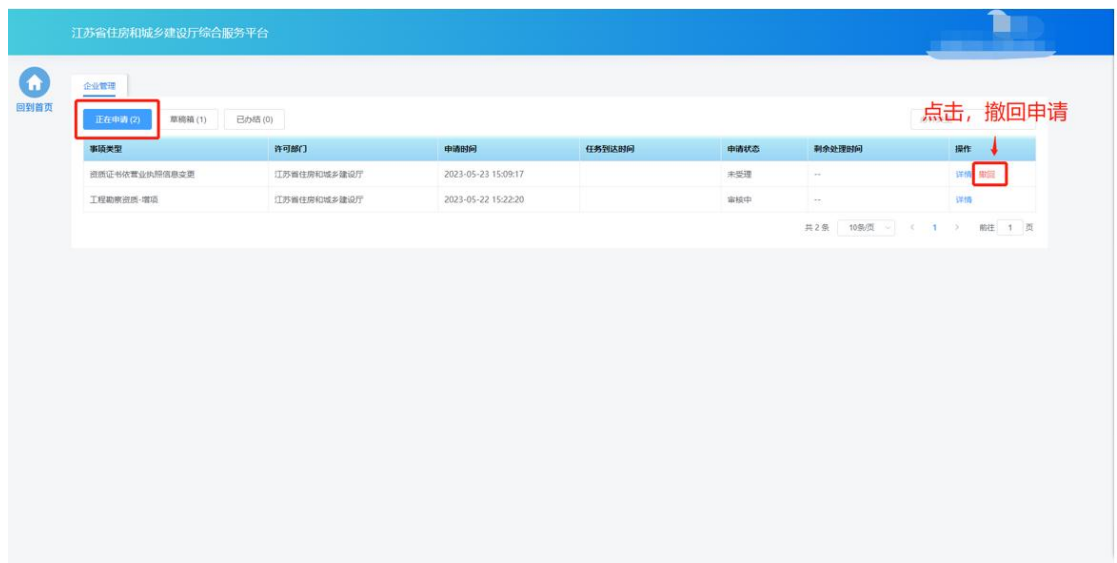 江苏省住房和城乡建设厅综合服务平台
回到首页
企业管理
正在申请 (2) 草稿箱 (1) 已办结 (0)
点击，撤回申请
事项类型 许可部门 申请时间 任务到达时间 申请状态 剩余处理时间 操作
资质证书依营业执照信息变更 江苏省住房和城乡建设厅 2023-05-23 15:09:17 未受理 -- 详情 撤回
工程勘察资质-增项 江苏省住房和城乡建设厅 2023-05-22 15:22:20 审核中 -- 详情
共 2 条 10条/页 < 1 > 前往 1 页